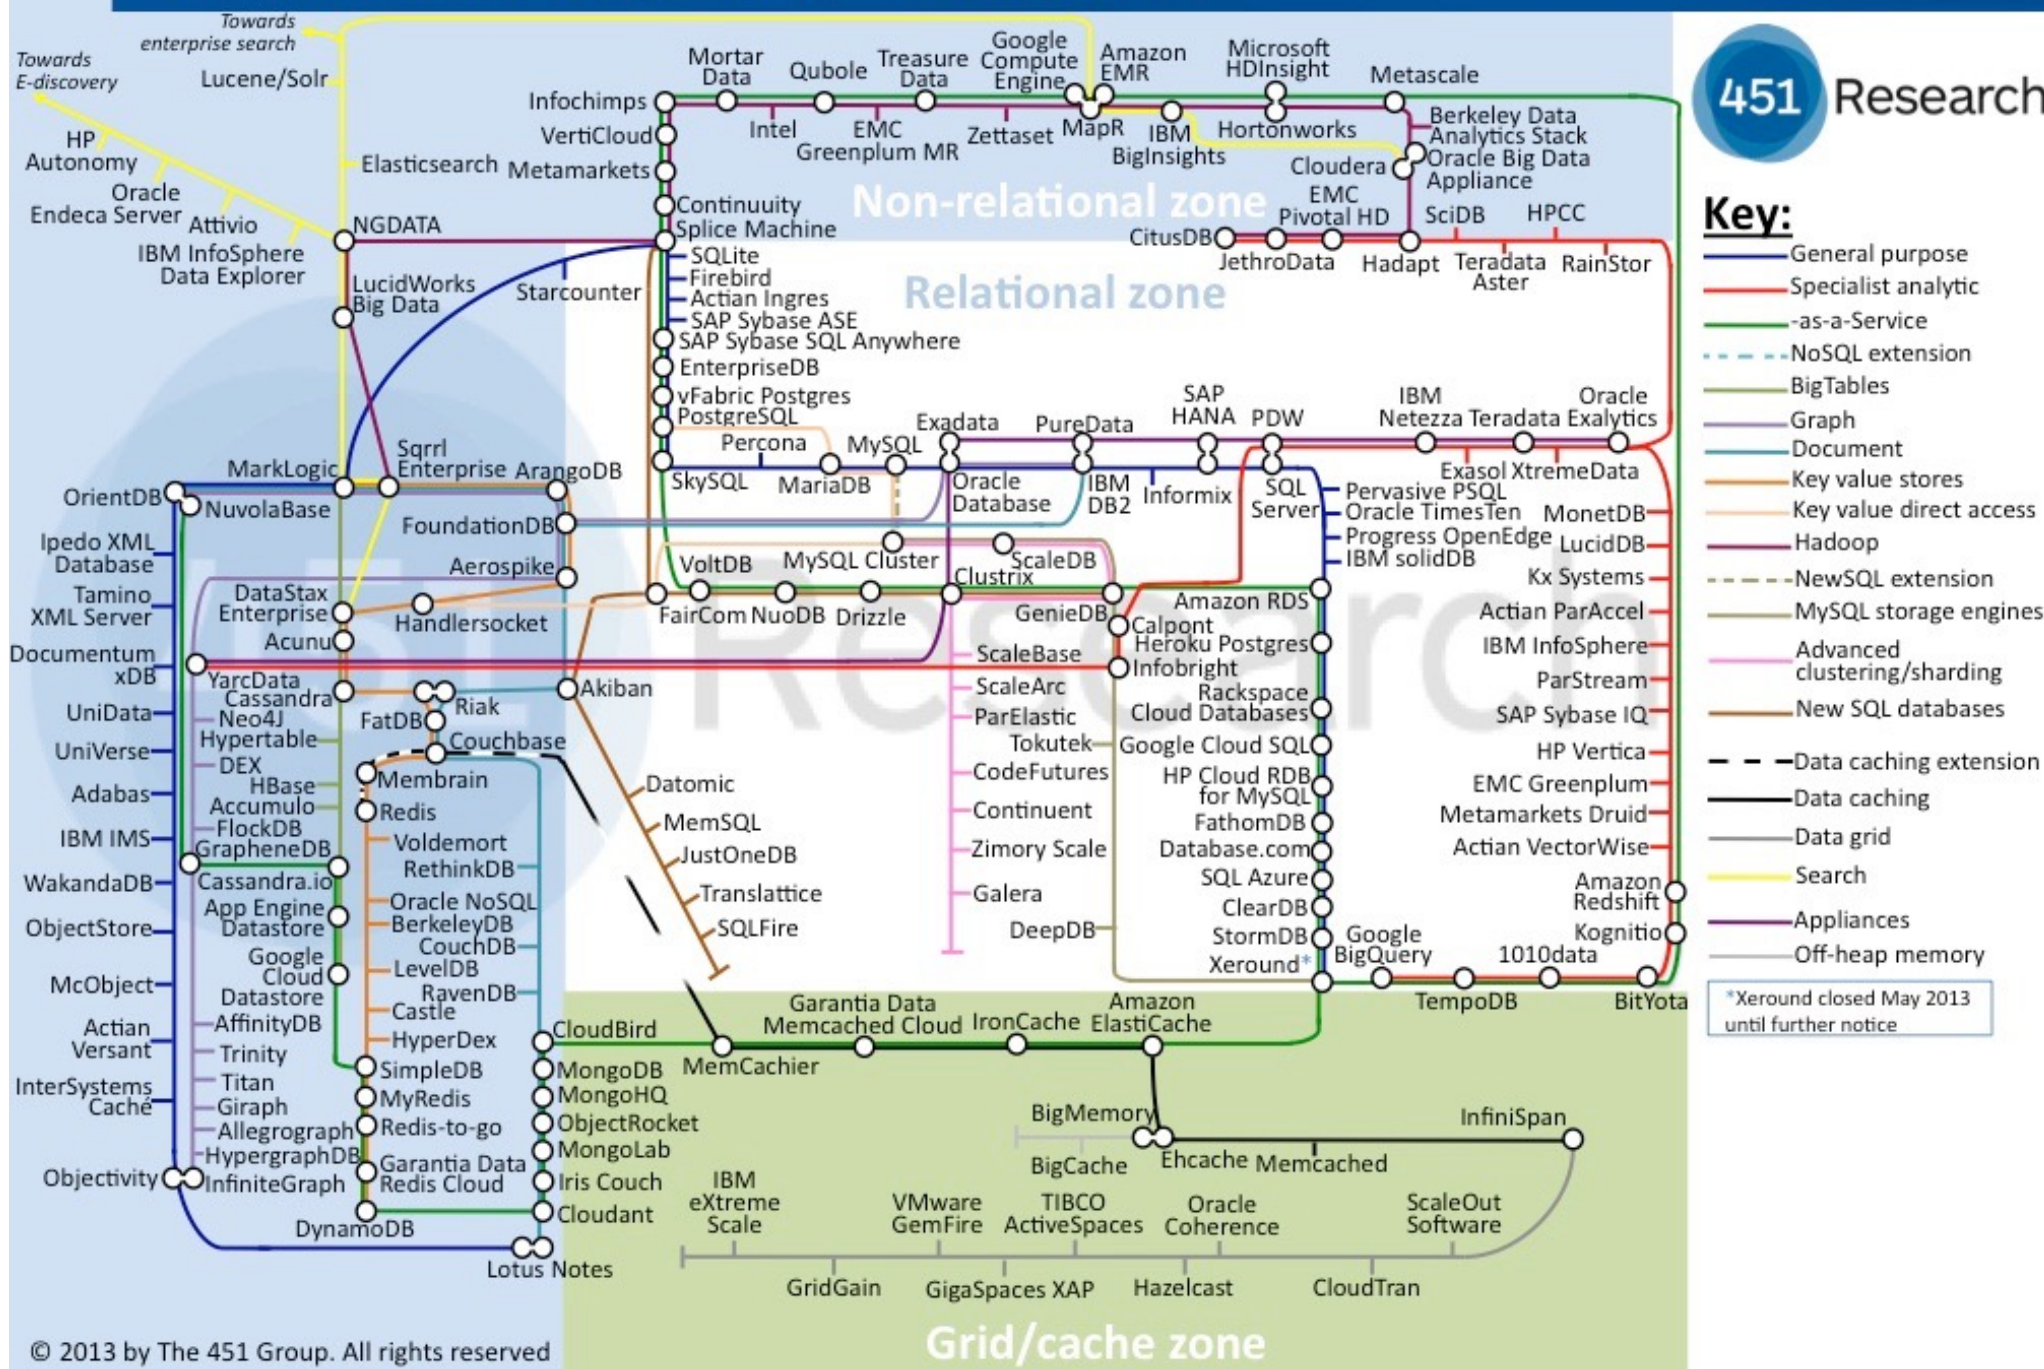 Towards
enterprise search
Towards
E-discovery
Lucene/Solr
HP
Autonomy
Elasticsearch
Oracle
Endeca Server
Attivio
IBM InfoSphere
Data Explorer
NGDATA
LucidWorks
Big Data
Mortar
Data
Qubole
Treasure
Data
Google
Compute
Engine
Amazon
EMR
Microsoft
HDInsight
Metascale
Infochimps
VertiCloud
Metamarkets
Continuuity
Splice Machine
Intel
EMC
Greenplum MR
Zettaset
MapR
IBM
BigInsights
Hortonworks
Berkeley Data
Analytics Stack
Cloudera
Oracle Big Data
Appliance
Non-relational zone
EMC
Pivotal HD
SciDB
HPCC
CitusDB
JethroData
Hadapt
Teradata
Aster
RainStor
Relational zone
Starcounter
SQLite
Firebird
Actian Ingres
SAP Sybase ASE
SAP Sybase SQL Anywhere
EnterpriseDB
vFabric Postgres
PostgreSQL
Percona
MySQL
Exadata
PureData
SAP
HANA
PDW
IBM
Netezza
Teradata
Oracle
Exalytics
SkySQL
MariaDB
Oracle
Database
IBM
DB2
Informix
SQL
Server
Exasol
XtremeData
Pervasive PSQL
Oracle TimesTen
Progress OpenEdge
IBM solidDB
MonetDB
LucidDB
Kx Systems
Actian ParAccel
IBM InfoSphere
ParStream
SAP Sybase IQ
HP Vertica
EMC Greenplum
Metamarkets Druid
Actian VectorWise
Amazon
Redshift
Kognitio
MarkLogic
Sqrrl
Enterprise
ArangoDB
OrientDB
NuvolaBase
FoundationDB
Ipedo XML
Database
Aerospike
Tamino
XML Server
DataStax
Enterprise
Handlersocket
Acunu
Documentum
xDB
YarcData
Cassandra
Riak
Akiban
FatDB
Couchbase
Membrain
Redis
UniData
UniVerse
Adabas
IBM IMS
WakandaDB
ObjectStore
McObject
Actian
Versant
InterSystems
Caché
Objectivity
Neo4J
Hypertable
DEX
HBase
Accumulo
FlockDB
GrapheneDB
Cassandra.io
App Engine
Datastore
Google
Cloud
Datastore
AffinityDB
Trinity
Titan
Giraph
Allegrograph
HypergraphDB
InfiniteGraph
DynamoDB
Voldemort
RethinkDB
Oracle NoSQL
BerkeleyDB
CouchDB
LevelDB
RavenDB
Castle
HyperDex
SimpleDB
MyRedis
Redis-to-go
Garantia Data
Redis Cloud
CloudBird
MongoDB
MongoHQ
ObjectRocket
MongoLab
Iris Couch
Cloudant
Lotus Notes
MySQL Cluster
ScaleDB
VoltDB
Clustrix
FairCom
NuoDB
Drizzle
GenieDB
Calpont
Infobright
ScaleBase
ScaleArc
ParElastic
Tokutek
CodeFutures
Continuent
Zimory Scale
Galera
DeepDB
Datomic
MemSQL
JustOneDB
Translattice
SQLFire
Amazon RDS
Heroku Postgres
Rackspace
Cloud Databases
Google Cloud SQL
HP Cloud RDB
for MySQL
FathomDB
Database.com
SQL Azure
ClearDB
StormDB
Xeround*
Google
BigQuery
TempoDB
1010data
BitYota
451 Research
Garantia Data
Memcached Cloud
IronCache
Amazon
ElastiCache
MemCachier
BigMemory
BigCache
Ehcache
Memcached
InfiniSpan
IBM
eXtreme
Scale
VMware
GemFire
TIBCO
ActiveSpaces
Oracle
Coherence
ScaleOut
Software
GridGain
GigaSpaces XAP
Hazelcast
CloudTran
Grid/cache zone
© 2013 by The 451 Group. All rights reserved
451 Research
Key:
General purpose
Specialist analytic
-as-a-Service
NoSQL extension
BigTables
Graph
Document
Key value stores
Key value direct access
Hadoop
NewSQL extension
MySQL storage engines
Advanced
clustering/sharding
New SQL databases
Data caching extension
Data caching
Data grid
Search
Appliances
Off-heap memory
*Xeround closed May 2013
until further notice